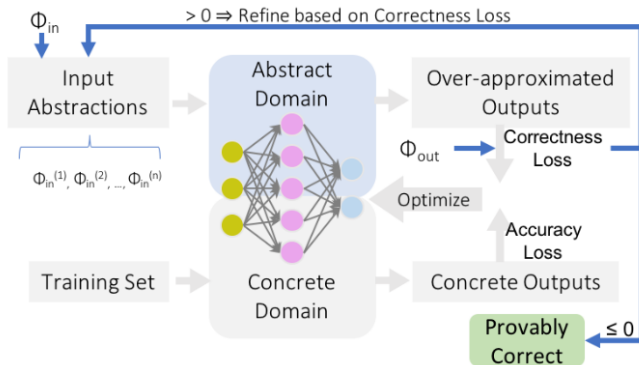 Φin
> 0 ⇒ Refine based on Correctness Loss
Input
Abstractions
Abstract
Domain
Over-approximated
Outputs
Φout
Correctness
Loss
Φin(1), Φin(2), ..., Φin(n)
Optimize
Accuracy
Loss
Training Set
Concrete
Domain
Concrete Outputs
Provably
Correct
≤ 0